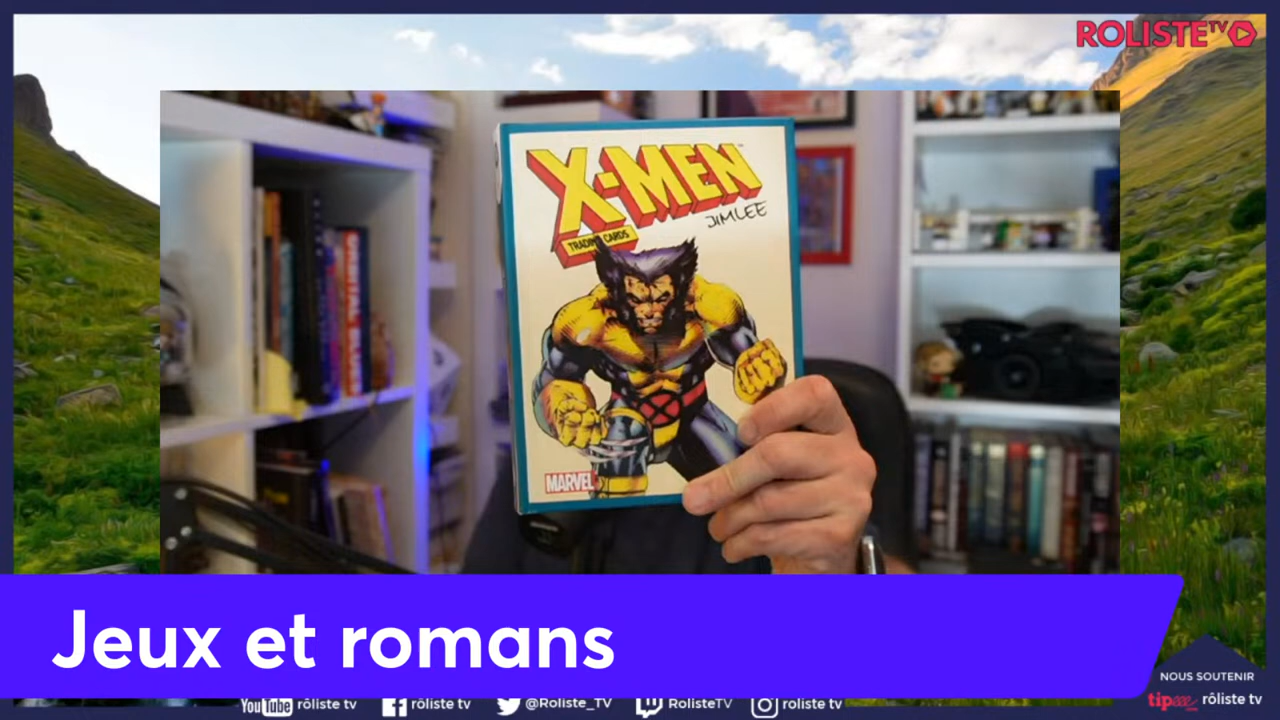 ROLISTE TV
X-MEN
TRADING CARDS
JIM LEE
MARVEL
Jeux et romans
NOUS SOUTENIR
YouTube rôliste tv
rôliste tv
@Roliste_TV
RolisteTV
rôliste tv
tipeee rôliste tv